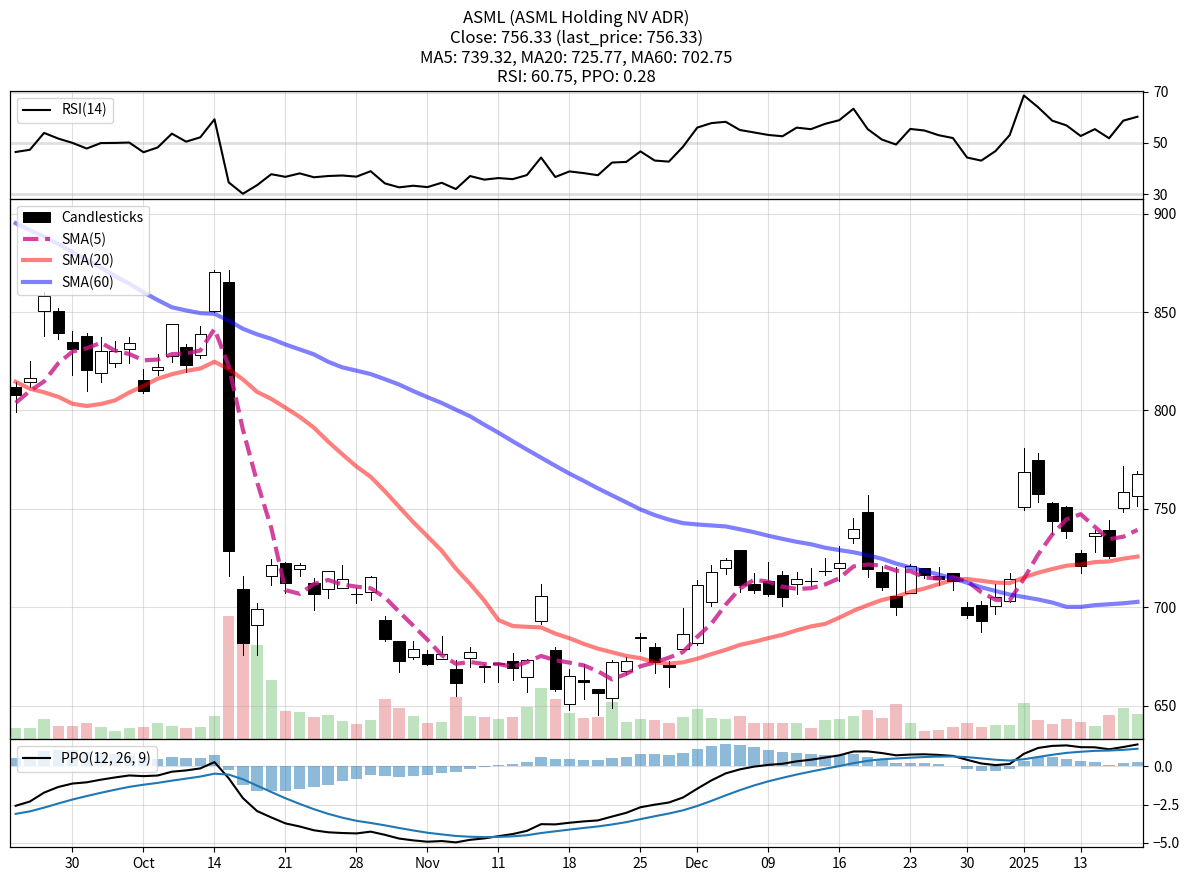 ASML (ASML Holding NV ADR)
Close: 756.33 (last_price: 756.33)
MA5: 739.32, MA20: 725.77, MA60: 702.75
RSI: 60.75, PPO: 0.28
RSI(14)
70
50
30
Candlesticks
SMA(5)
SMA(20)
SMA(60)
900
850
800
750
700
650
PPO(12, 26, 9)
0.0
−2.5
−5.0
30 Oct 14 21 28 Nov 11 18 25 Dec 09 16 23 30 2025 13